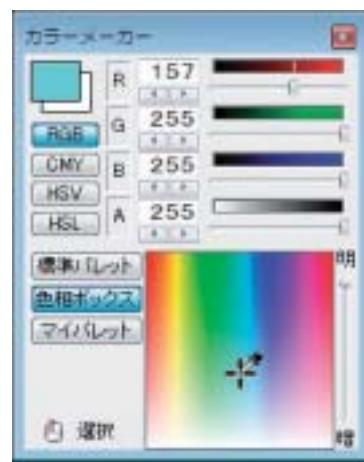 カラーメーカー
R 157
G 255
B 255
A 255
RGB
CMY
HSV
HSL
標準パレット
色相ボックス
マイパレット
明
暗
選択